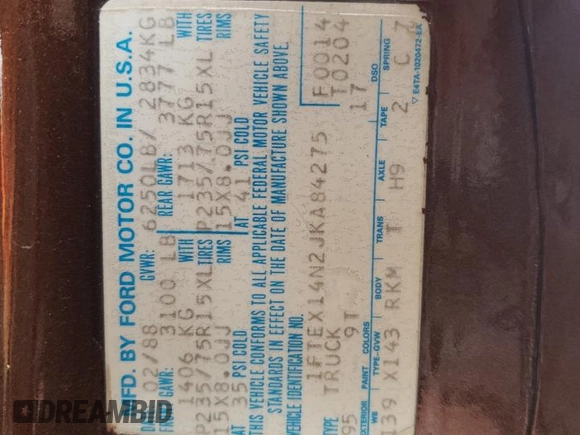 MFD. BY FORD MOTOR CO. IN U.S.A.
02/88 GVWR: 6250LB/ 2834KG
FRONT GAWR: 3100 LB REAR GAWR: 3777 LB
1406 KG WITH 1713 KG WITH
P235/75R15XL TIRES P235/75R15XL TIRES
15X8.0JJ RIMS 15X8.0JJ RIMS
AT 35 PSI COLD AT 41 PSI COLD
THIS VEHICLE CONFORMS TO ALL APPLICABLE FEDERAL MOTOR VEHICLE SAFETY
STANDARDS IN EFFECT ON THE DATE OF MANUFACTURE SHOWN ABOVE.
VEHICLE IDENTIFICATION NO.
1FTEX14N2JKA84275 F0014
TYPE TRUCK T0204
95 9T 17
EXTERIOR PAINT COLORS DSO
WB TYPE-GVW BODY TRANS AXLE TAPE SPRING
139 X143 RKM T H9 2 C 7
▽ E4TA-1020472-EA
DREAMBID